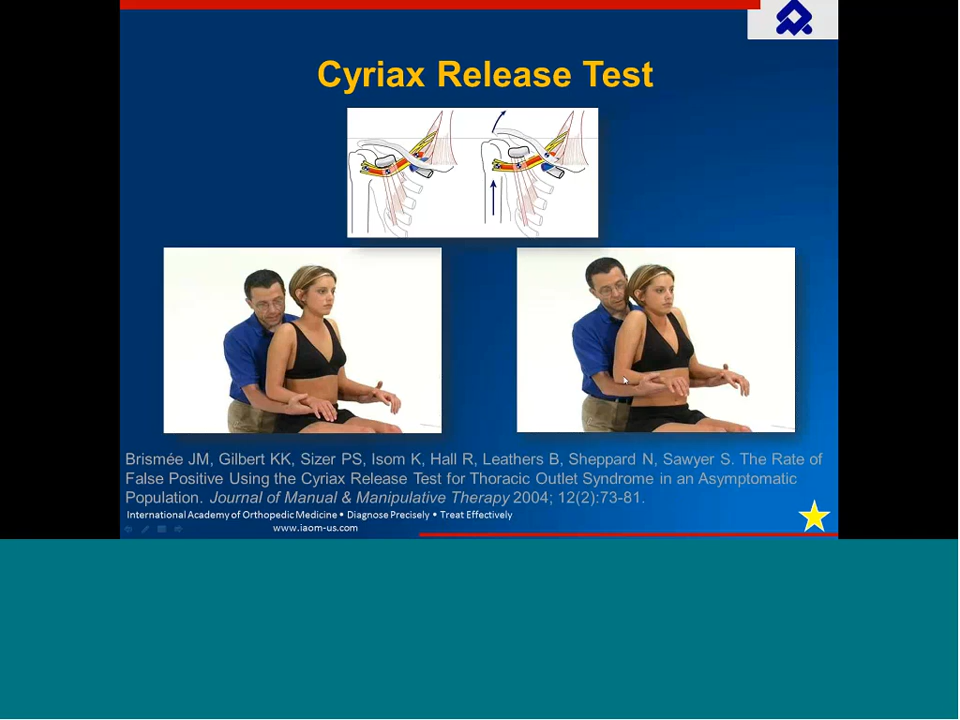 Cyriax Release Test
Brismée JM, Gilbert KK, Sizer PS, Isom K, Hall R, Leathers B, Sheppard N, Sawyer S. The Rate of
False Positive Using the Cyriax Release Test for Thoracic Outlet Syndrome in an Asymptomatic
Population. Journal of Manual & Manipulative Therapy 2004; 12(2):73-81.
International Academy of Orthopedic Medicine • Diagnose Precisely • Treat Effectively
www.iaom-us.com